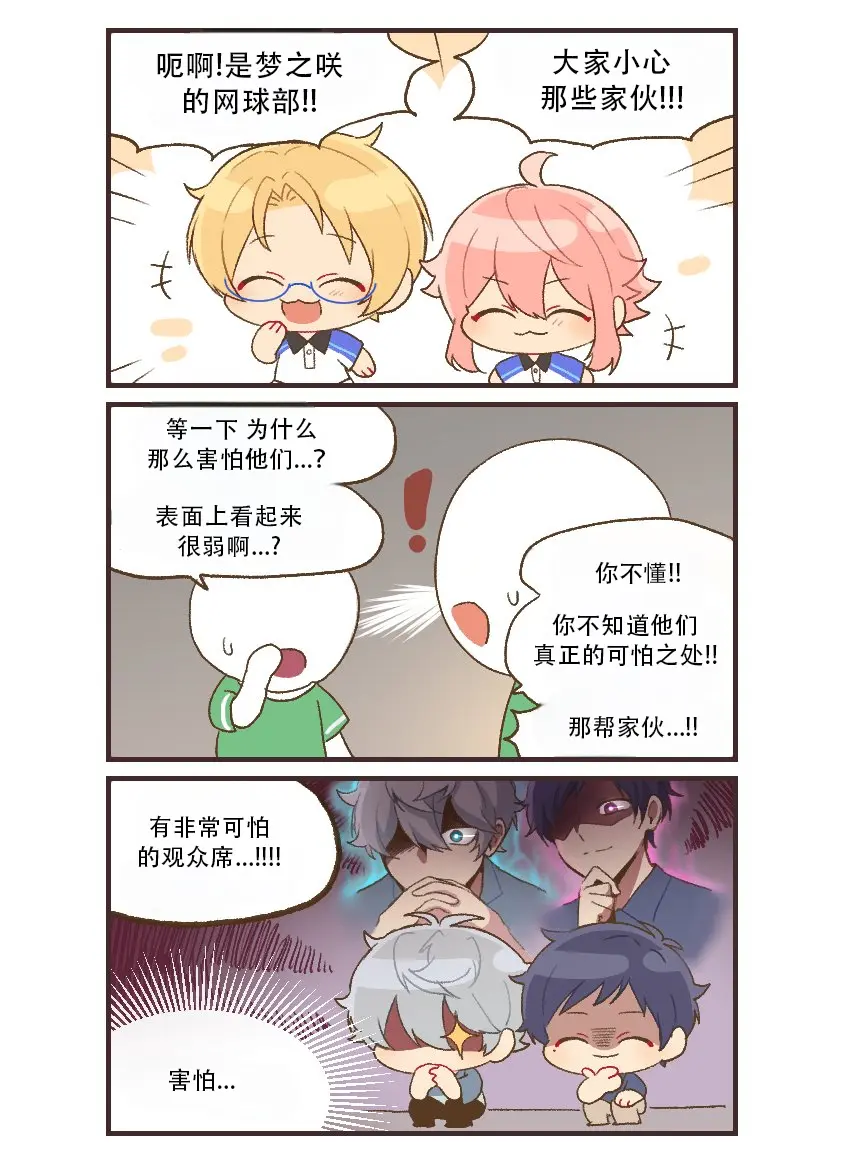 呃啊!是梦之咲
的网球部!!
大家小心
那些家伙!!!
等一下 为什么
那么害怕他们...?
表面上看起来
很弱啊...?
你不懂!!
你不知道他们
真正的可怕之处!!
那帮家伙...!!
有非常可怕
的观众席...!!!!
害怕...